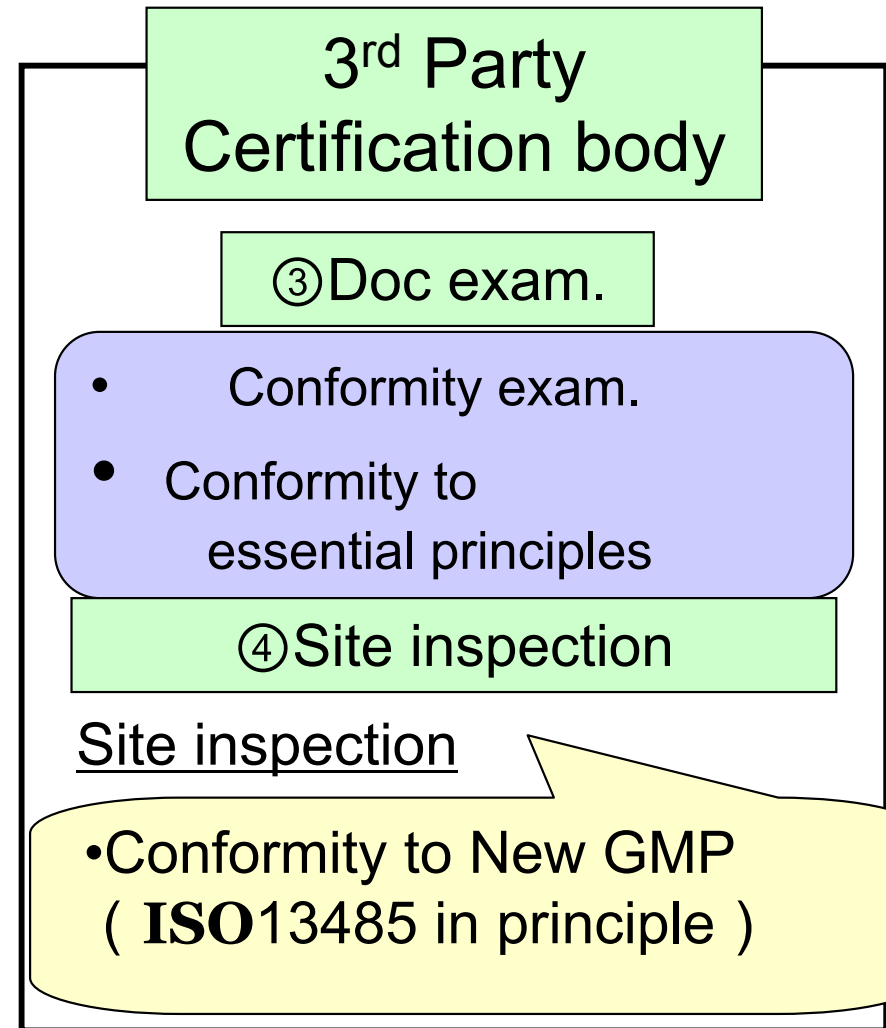 3rd Party
Certification body
③Doc exam.
• Conformity exam.
• Conformity to
essential principles
④Site inspection
Site inspection
•Conformity to New GMP
( ISO13485 in principle )